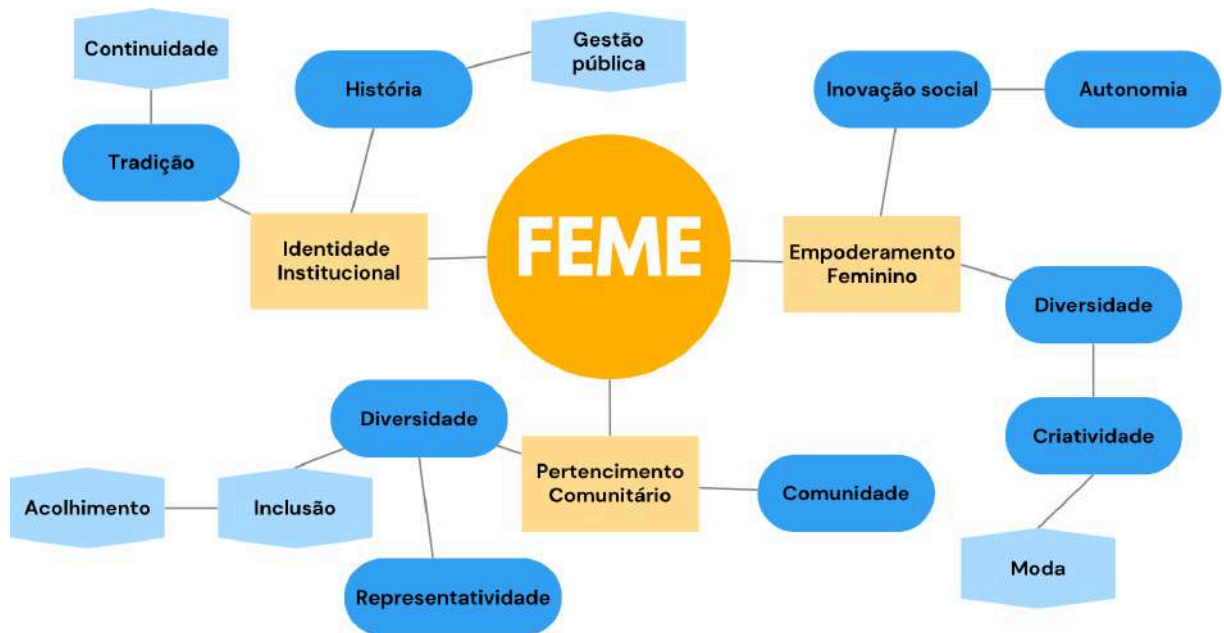 Continuidade
História
Gestão
pública
Inovação social
Autonomia
Tradição
FEME
Identidade
Institucional
Empoderamento
Feminino
Diversidade
Diversidade
Criatividade
Pertencimento
Comunitário
Comunidade
Acolhimento
Inclusão
Moda
Representatividade